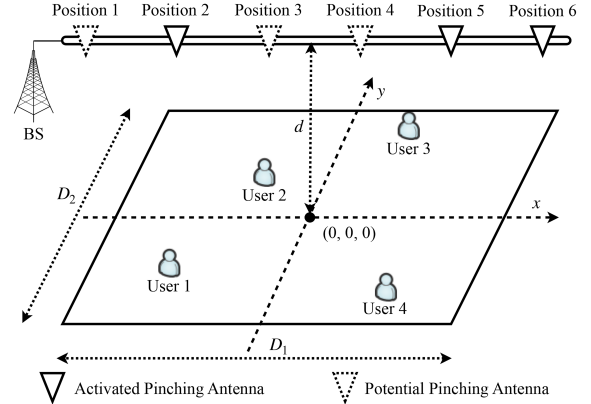 Position 1 Position 2 Position 3 Position 4 Position 5 Position 6
BS
y
d
User 3
D2
User 2
x
(0, 0, 0)
User 1
User 4
D1
Activated Pinching Antenna Potential Pinching Antenna